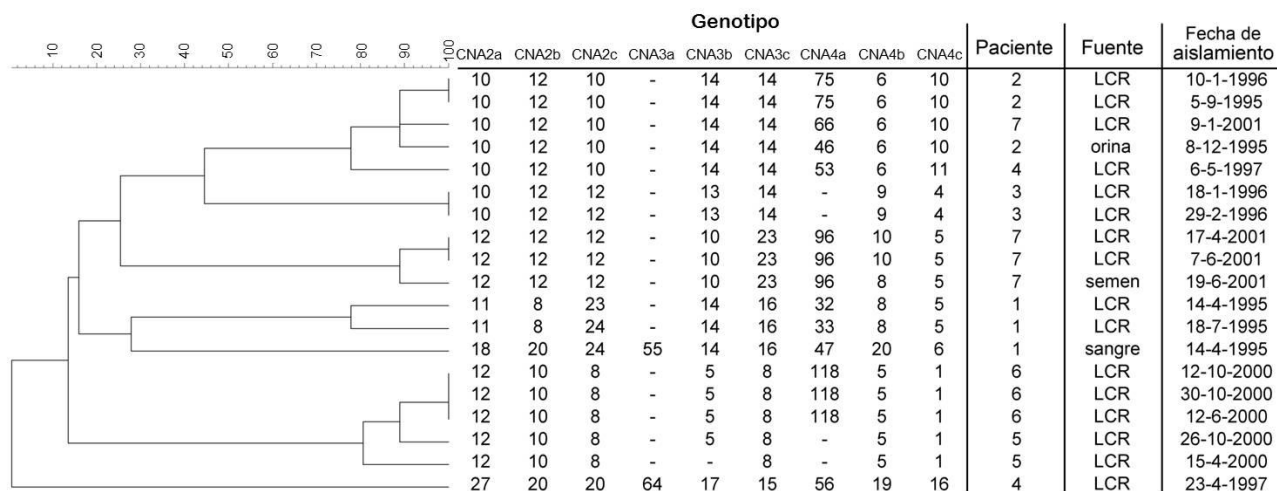 Genotipo
10 20 30 40 50 60 70 80 90 100 CNA2a CNA2b CNA2c CNA3a CNA3b CNA3c CNA4a CNA4b CNA4c Paciente Fuente Fecha de aislamiento
10 12 10 - 14 14 75 6 10 2 LCR 10-1-1996
10 12 10 - 14 14 75 6 10 2 LCR 5-9-1995
10 12 10 - 14 14 66 6 10 7 LCR 9-1-2001
10 12 10 - 14 14 46 6 10 2 orina 8-12-1995
10 12 10 - 14 14 53 6 11 4 LCR 6-5-1997
10 12 12 - 13 14 - 9 4 3 LCR 18-1-1996
10 12 12 - 13 14 - 9 4 3 LCR 29-2-1996
12 12 12 - 10 23 96 10 5 7 LCR 17-4-2001
12 12 12 - 10 23 96 10 5 7 LCR 7-6-2001
12 12 12 - 10 23 96 8 5 7 semen 19-6-2001
11 8 23 - 14 16 32 8 5 1 LCR 14-4-1995
11 8 24 - 14 16 33 8 5 1 LCR 18-7-1995
18 20 24 55 14 16 47 20 6 1 sangre 14-4-1995
12 10 8 - 5 8 118 5 1 6 LCR 12-10-2000
12 10 8 - 5 8 118 5 1 6 LCR 30-10-2000
12 10 8 - 5 8 118 5 1 6 LCR 12-6-2000
12 10 8 - 5 8 - 5 1 5 LCR 26-10-2000
12 10 8 - - 8 - 5 1 5 LCR 15-4-2000
27 20 20 64 17 15 56 19 16 4 LCR 23-4-1997